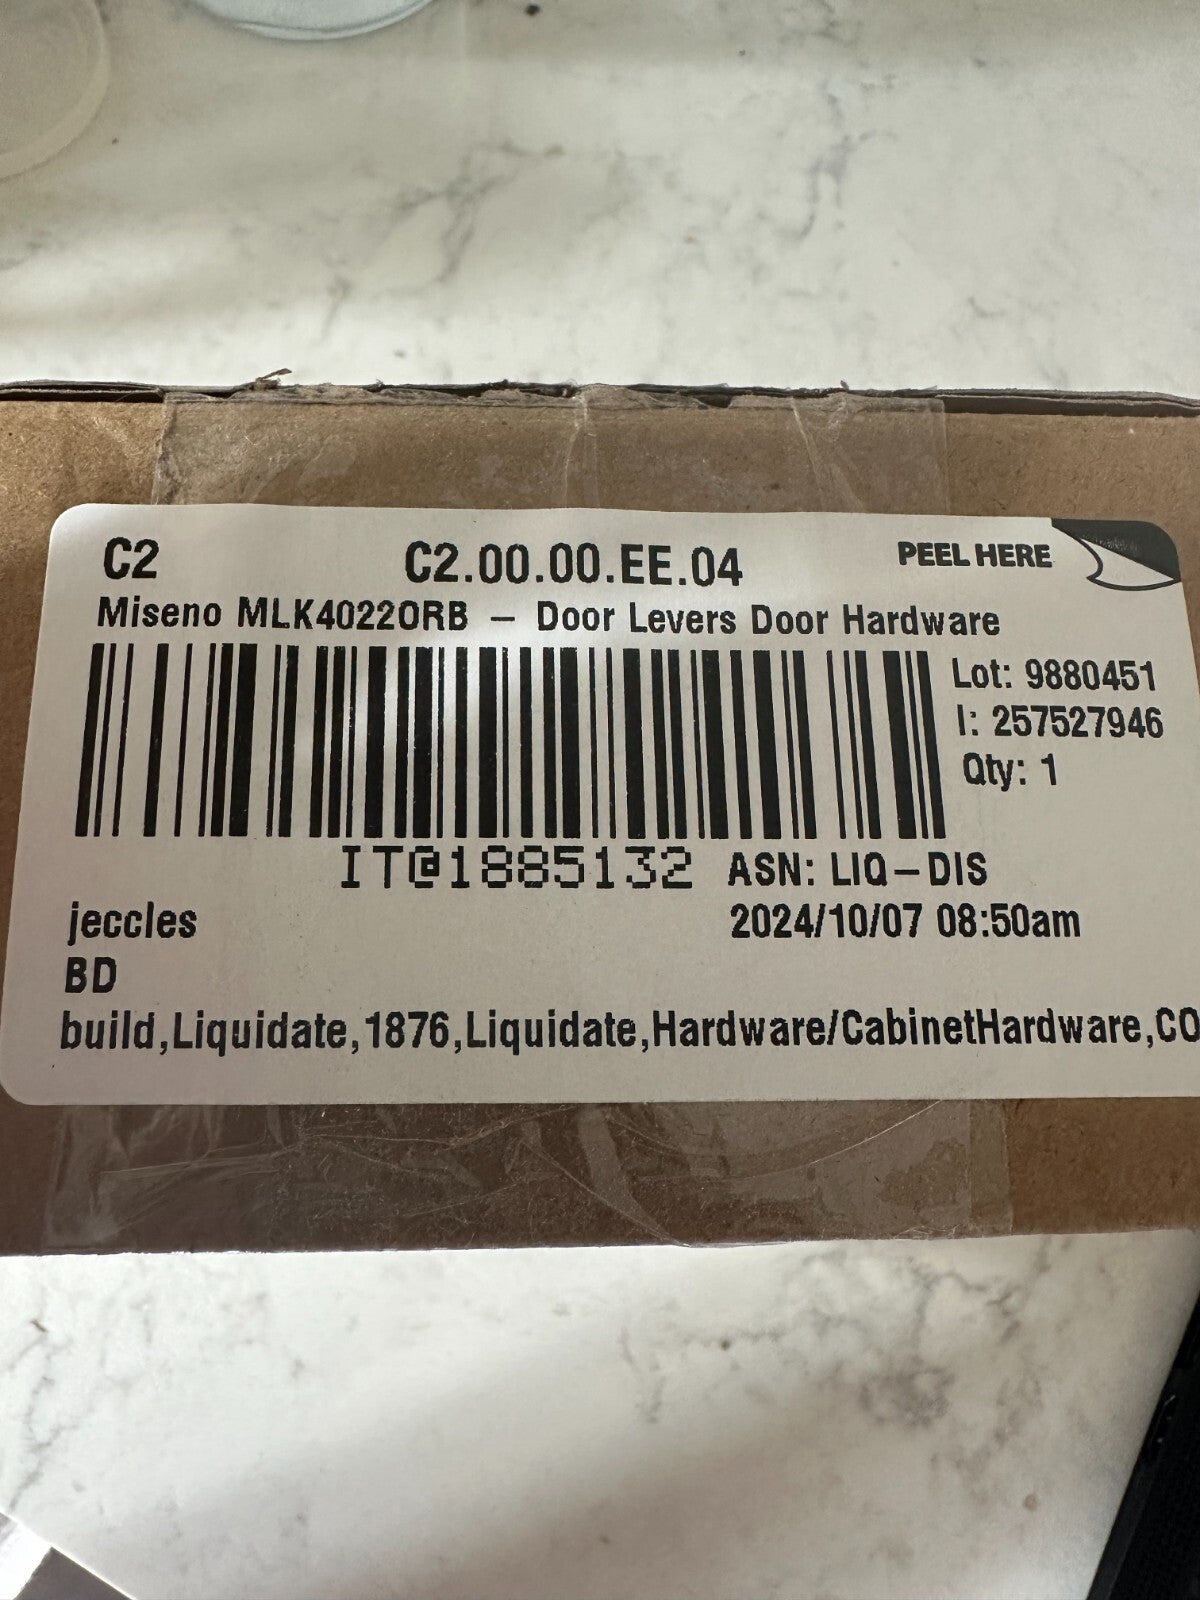 C2 C2.00.00.EE.04 PEEL HERE
Miseno MLK4022ORB – Door Levers Door Hardware
Lot: 9880451
I: 257527946
Qty: 1
IT@1885132 ASN: LIQ-DIS
jeccles 2024/10/07 08:50am
BD
build,Liquidate,1876,Liquidate,Hardware/CabinetHardware,CO